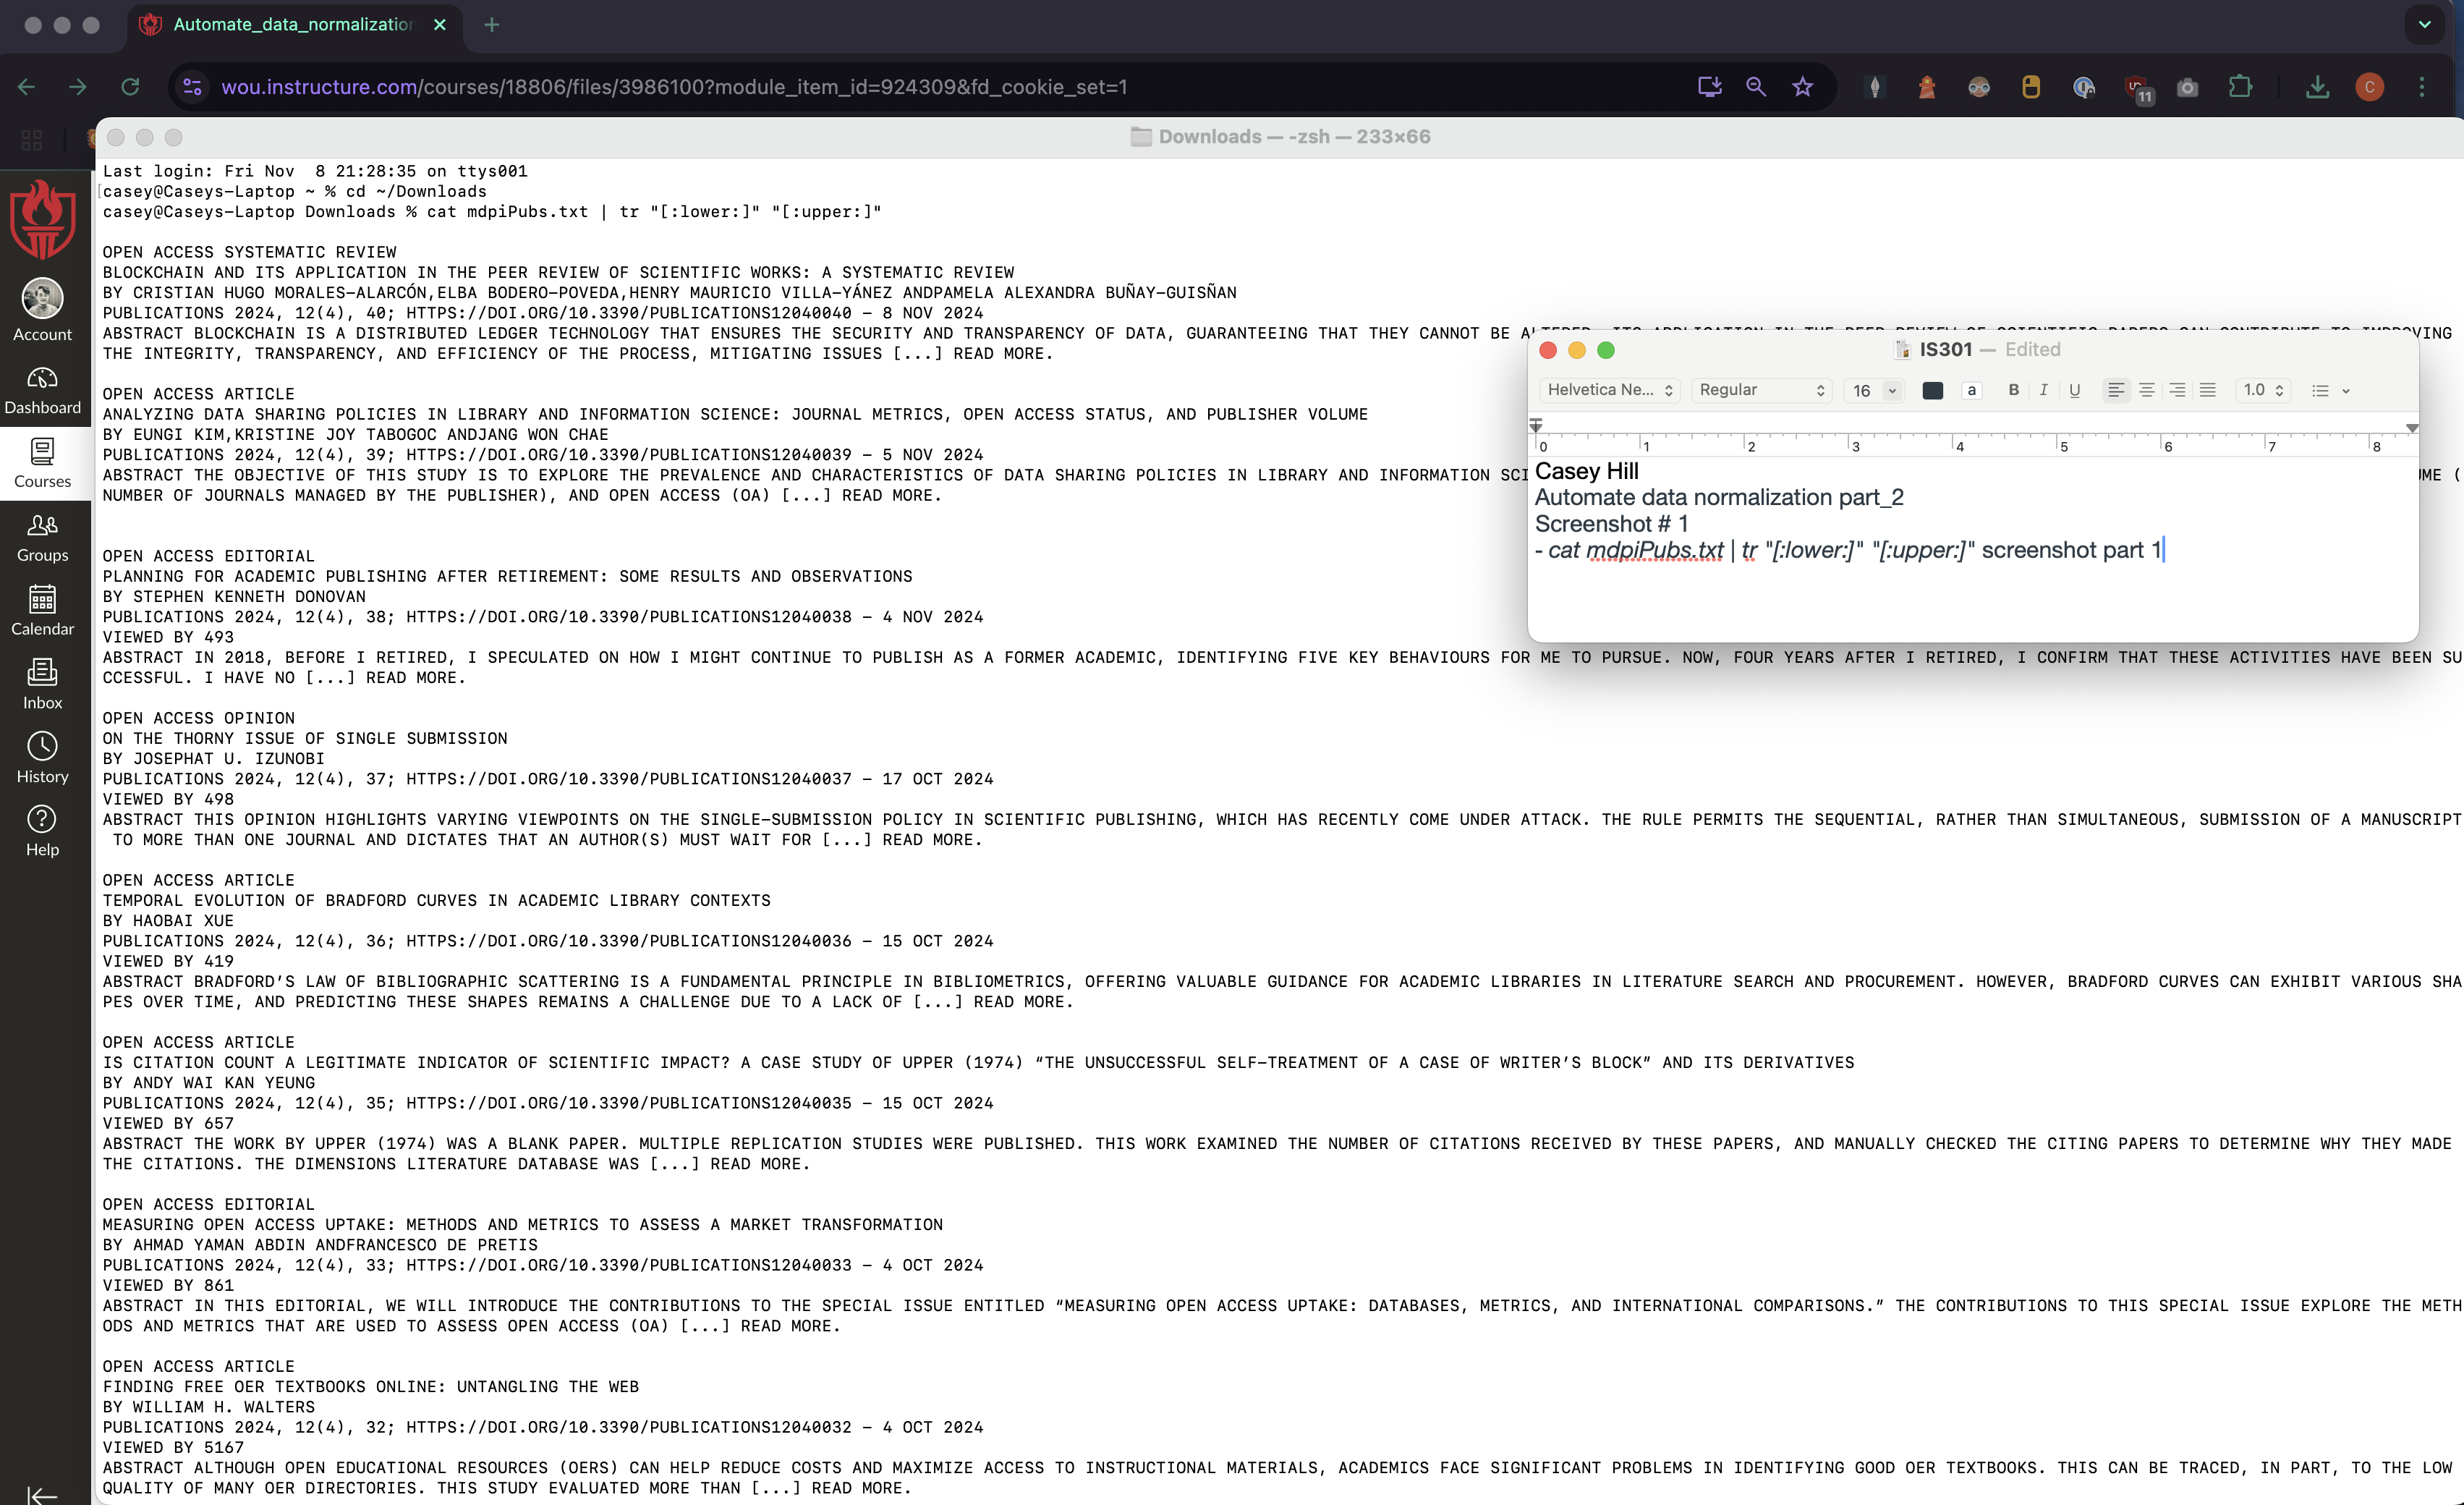 Automate_data_normalization
wou.instructure.com/courses/18806/files/3986100?module_item_id=924309&fd_cookie_set=1
11
C
Account
Dashboard
Courses
Groups
Calendar
Inbox
History
Help
Downloads — -zsh — 233×66
Last login: Fri Nov  8 21:28:35 on ttys001
casey@Caseys-Laptop ~ % cd ~/Downloads
casey@Caseys-Laptop Downloads % cat mdpiPubs.txt | tr "[:lower:]" "[:upper:]"
OPEN ACCESS SYSTEMATIC REVIEW
BLOCKCHAIN AND ITS APPLICATION IN THE PEER REVIEW OF SCIENTIFIC WORKS: A SYSTEMATIC REVIEW
BY CRISTIAN HUGO MORALES-ALARCÓN,ELBA BODERO-POVEDA,HENRY MAURICIO VILLA-YÁNEZ ANDPAMELA ALEXANDRA BUÑAY-GUISÑAN
PUBLICATIONS 2024, 12(4), 40; HTTPS://DOI.ORG/10.3390/PUBLICATIONS12040040 – 8 NOV 2024
ABSTRACT BLOCKCHAIN IS A DISTRIBUTED LEDGER TECHNOLOGY THAT ENSURES THE SECURITY AND TRANSPARENCY OF DATA, GUARANTEEING THAT THEY CANNOT BE ALTERED. ITS APPLICATION IN THE PEER REVIEW OF SCIENTIFIC PAPERS CAN CONTRIBUTE TO IMPROVING
THE INTEGRITY, TRANSPARENCY, AND EFFICIENCY OF THE PROCESS, MITIGATING ISSUES [...] READ MORE.
OPEN ACCESS ARTICLE
ANALYZING DATA SHARING POLICIES IN LIBRARY AND INFORMATION SCIENCE: JOURNAL METRICS, OPEN ACCESS STATUS, AND PUBLISHER VOLUME
BY EUNGI KIM,KRISTINE JOY TABOGOC ANDJANG WON CHAE
PUBLICATIONS 2024, 12(4), 39; HTTPS://DOI.ORG/10.3390/PUBLICATIONS12040039 – 5 NOV 2024
ABSTRACT THE OBJECTIVE OF THIS STUDY IS TO EXPLORE THE PREVALENCE AND CHARACTERISTICS OF DATA SHARING POLICIES IN LIBRARY AND INFORMATION SCI UME (
NUMBER OF JOURNALS MANAGED BY THE PUBLISHER), AND OPEN ACCESS (OA) [...] READ MORE.
OPEN ACCESS EDITORIAL
PLANNING FOR ACADEMIC PUBLISHING AFTER RETIREMENT: SOME RESULTS AND OBSERVATIONS
BY STEPHEN KENNETH DONOVAN
PUBLICATIONS 2024, 12(4), 38; HTTPS://DOI.ORG/10.3390/PUBLICATIONS12040038 – 4 NOV 2024
VIEWED BY 493
ABSTRACT IN 2018, BEFORE I RETIRED, I SPECULATED ON HOW I MIGHT CONTINUE TO PUBLISH AS A FORMER ACADEMIC, IDENTIFYING FIVE KEY BEHAVIOURS FOR ME TO PURSUE. NOW, FOUR YEARS AFTER I RETIRED, I CONFIRM THAT THESE ACTIVITIES HAVE BEEN SU
CCESSFUL. I HAVE NO [...] READ MORE.
OPEN ACCESS OPINION
ON THE THORNY ISSUE OF SINGLE SUBMISSION
BY JOSEPHAT U. IZUNOBI
PUBLICATIONS 2024, 12(4), 37; HTTPS://DOI.ORG/10.3390/PUBLICATIONS12040037 – 17 OCT 2024
VIEWED BY 498
ABSTRACT THIS OPINION HIGHLIGHTS VARYING VIEWPOINTS ON THE SINGLE-SUBMISSION POLICY IN SCIENTIFIC PUBLISHING, WHICH HAS RECENTLY COME UNDER ATTACK. THE RULE PERMITS THE SEQUENTIAL, RATHER THAN SIMULTANEOUS, SUBMISSION OF A MANUSCRIPT
TO MORE THAN ONE JOURNAL AND DICTATES THAT AN AUTHOR(S) MUST WAIT FOR [...] READ MORE.
OPEN ACCESS ARTICLE
TEMPORAL EVOLUTION OF BRADFORD CURVES IN ACADEMIC LIBRARY CONTEXTS
BY HAOBAI XUE
PUBLICATIONS 2024, 12(4), 36; HTTPS://DOI.ORG/10.3390/PUBLICATIONS12040036 – 15 OCT 2024
VIEWED BY 419
ABSTRACT BRADFORD’S LAW OF BIBLIOGRAPHIC SCATTERING IS A FUNDAMENTAL PRINCIPLE IN BIBLIOMETRICS, OFFERING VALUABLE GUIDANCE FOR ACADEMIC LIBRARIES IN LITERATURE SEARCH AND PROCUREMENT. HOWEVER, BRADFORD CURVES CAN EXHIBIT VARIOUS SHA
PES OVER TIME, AND PREDICTING THESE SHAPES REMAINS A CHALLENGE DUE TO A LACK OF [...] READ MORE.
OPEN ACCESS ARTICLE
IS CITATION COUNT A LEGITIMATE INDICATOR OF SCIENTIFIC IMPACT? A CASE STUDY OF UPPER (1974) “THE UNSUCCESSFUL SELF-TREATMENT OF A CASE OF WRITER’S BLOCK” AND ITS DERIVATIVES
BY ANDY WAI KAN YEUNG
PUBLICATIONS 2024, 12(4), 35; HTTPS://DOI.ORG/10.3390/PUBLICATIONS12040035 – 15 OCT 2024
VIEWED BY 657
ABSTRACT THE WORK BY UPPER (1974) WAS A BLANK PAPER. MULTIPLE REPLICATION STUDIES WERE PUBLISHED. THIS WORK EXAMINED THE NUMBER OF CITATIONS RECEIVED BY THESE PAPERS, AND MANUALLY CHECKED THE CITING PAPERS TO DETERMINE WHY THEY MADE
THE CITATIONS. THE DIMENSIONS LITERATURE DATABASE WAS [...] READ MORE.
OPEN ACCESS EDITORIAL
MEASURING OPEN ACCESS UPTAKE: METHODS AND METRICS TO ASSESS A MARKET TRANSFORMATION
BY AHMAD YAMAN ABDIN ANDFRANCESCO DE PRETIS
PUBLICATIONS 2024, 12(4), 33; HTTPS://DOI.ORG/10.3390/PUBLICATIONS12040033 – 4 OCT 2024
VIEWED BY 861
ABSTRACT IN THIS EDITORIAL, WE WILL INTRODUCE THE CONTRIBUTIONS TO THE SPECIAL ISSUE ENTITLED “MEASURING OPEN ACCESS UPTAKE: DATABASES, METRICS, AND INTERNATIONAL COMPARISONS.” THE CONTRIBUTIONS TO THIS SPECIAL ISSUE EXPLORE THE METH
ODS AND METRICS THAT ARE USED TO ASSESS OPEN ACCESS (OA) [...] READ MORE.
OPEN ACCESS ARTICLE
FINDING FREE OER TEXTBOOKS ONLINE: UNTANGLING THE WEB
BY WILLIAM H. WALTERS
PUBLICATIONS 2024, 12(4), 32; HTTPS://DOI.ORG/10.3390/PUBLICATIONS12040032 – 4 OCT 2024
VIEWED BY 5167
ABSTRACT ALTHOUGH OPEN EDUCATIONAL RESOURCES (OERS) CAN HELP REDUCE COSTS AND MAXIMIZE ACCESS TO INSTRUCTIONAL MATERIALS, ACADEMICS FACE SIGNIFICANT PROBLEMS IN IDENTIFYING GOOD OER TEXTBOOKS. THIS CAN BE TRACED, IN PART, TO THE LOW
QUALITY OF MANY OER DIRECTORIES. THIS STUDY EVALUATED MORE THAN [...] READ MORE.
IS301 — Edited
Helvetica Ne... Regular 16 a B I U 1.0
0 1 2 3 4 5 6 7 8
Casey Hill
Automate data normalization part_2
Screenshot # 1
- cat mdpiPubs.txt | tr "[:lower:]" "[:upper:]" screenshot part 1